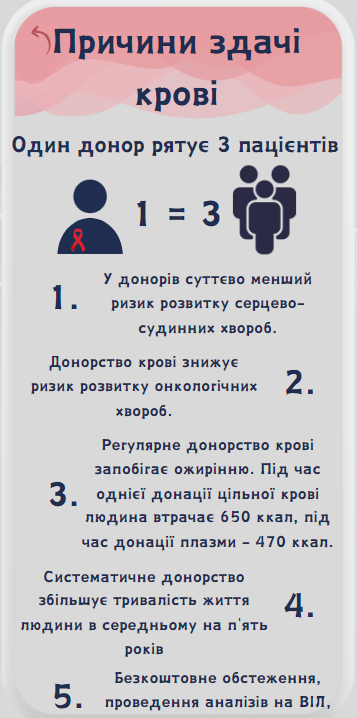 Причини здачі
крові
Один донор рятує 3 пацієнтів
1 = 3
1. У донорів суттєво менший
ризик розвитку серцево-
судинних хвороб.
Донорство крові знижує
ризик розвитку онкологічних 2.
хвороб.
Регулярне донорство крові
запобігає ожирінню. Під час
3. однієї донації цільної крові
людина втрачає 650 ккал, під
час донації плазми - 470 ккал.
Систематичне донорство
збільшує тривалість життя 4.
людини в середньому на п'ять
років
5. Безкоштовне обстеження,
проведення аналізів на ВІЛ,